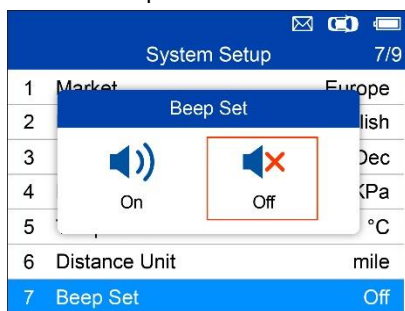 System Setup 7/9
1 Market Europe
Beep Set
2 lish
3 Dec
4 KPa
On Off
5 °C
6 Distance Unit mile
7 Beep Set Off